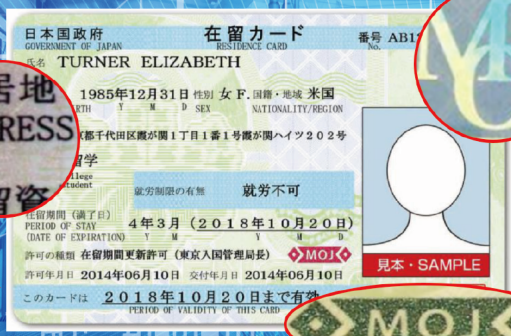 日本国政府 在留カード 番号 AB1
GOVERNMENT OF JAPAN RESIDENCE CARD No.
氏名 TURNER ELIZABETH
1985年12月31日 性別 女 F. 国籍・地域 米国
Y M D SEX NATIONALITY/REGION
居地
RESS
都千代田区霞が関1丁目1番1号霞が関ハイツ202号
留学
Student
就労制限の有無 就労不可
留資
在留期間(満了日) 4年3月(2018年10月20日)
PERIOD OF STAY
(DATE OF EXPIRATION) Y M Y M D
許可の種類 在留期間更新許可(東京入国管理局長) MOJ
許可年月日 2014年06月10日 交付年月日 2014年06月10日
見本・SAMPLE
このカードは 2018年10月20日まで有効
PERIOD OF VALIDITY OF THIS CARD
MOJ